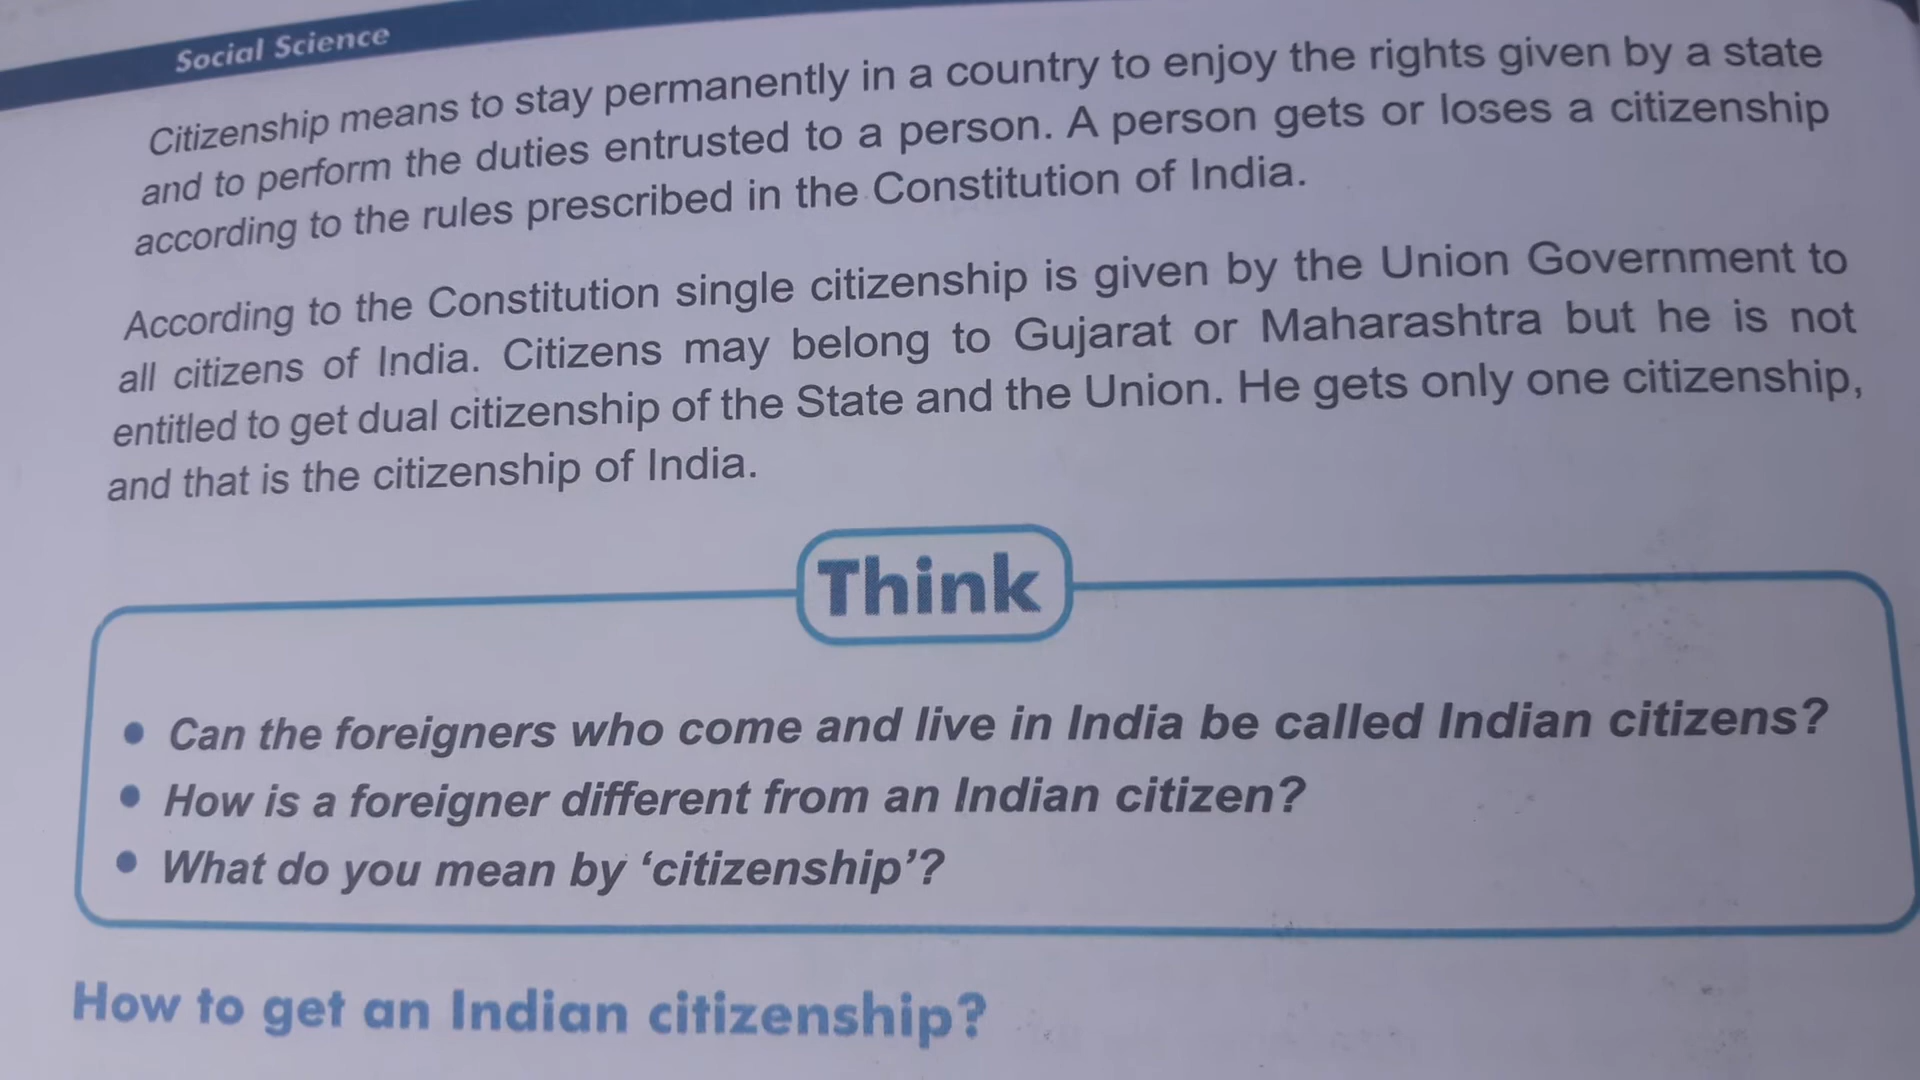 Social Science
Citizenship means to stay permanently in a country to enjoy the rights given by a state
and to perform the duties entrusted to a person. A person gets or loses a citizenship
according to the rules prescribed in the Constitution of India.
According to the Constitution single citizenship is given by the Union Government to
all citizens of India. Citizens may belong to Gujarat or Maharashtra but he is not
entitled to get dual citizenship of the State and the Union. He gets only one citizenship,
and that is the citizenship of India.
Think
• Can the foreigners who come and live in India be called Indian citizens?
• How is a foreigner different from an Indian citizen?
• What do you mean by ‘citizenship’?
How to get an Indian citizenship?